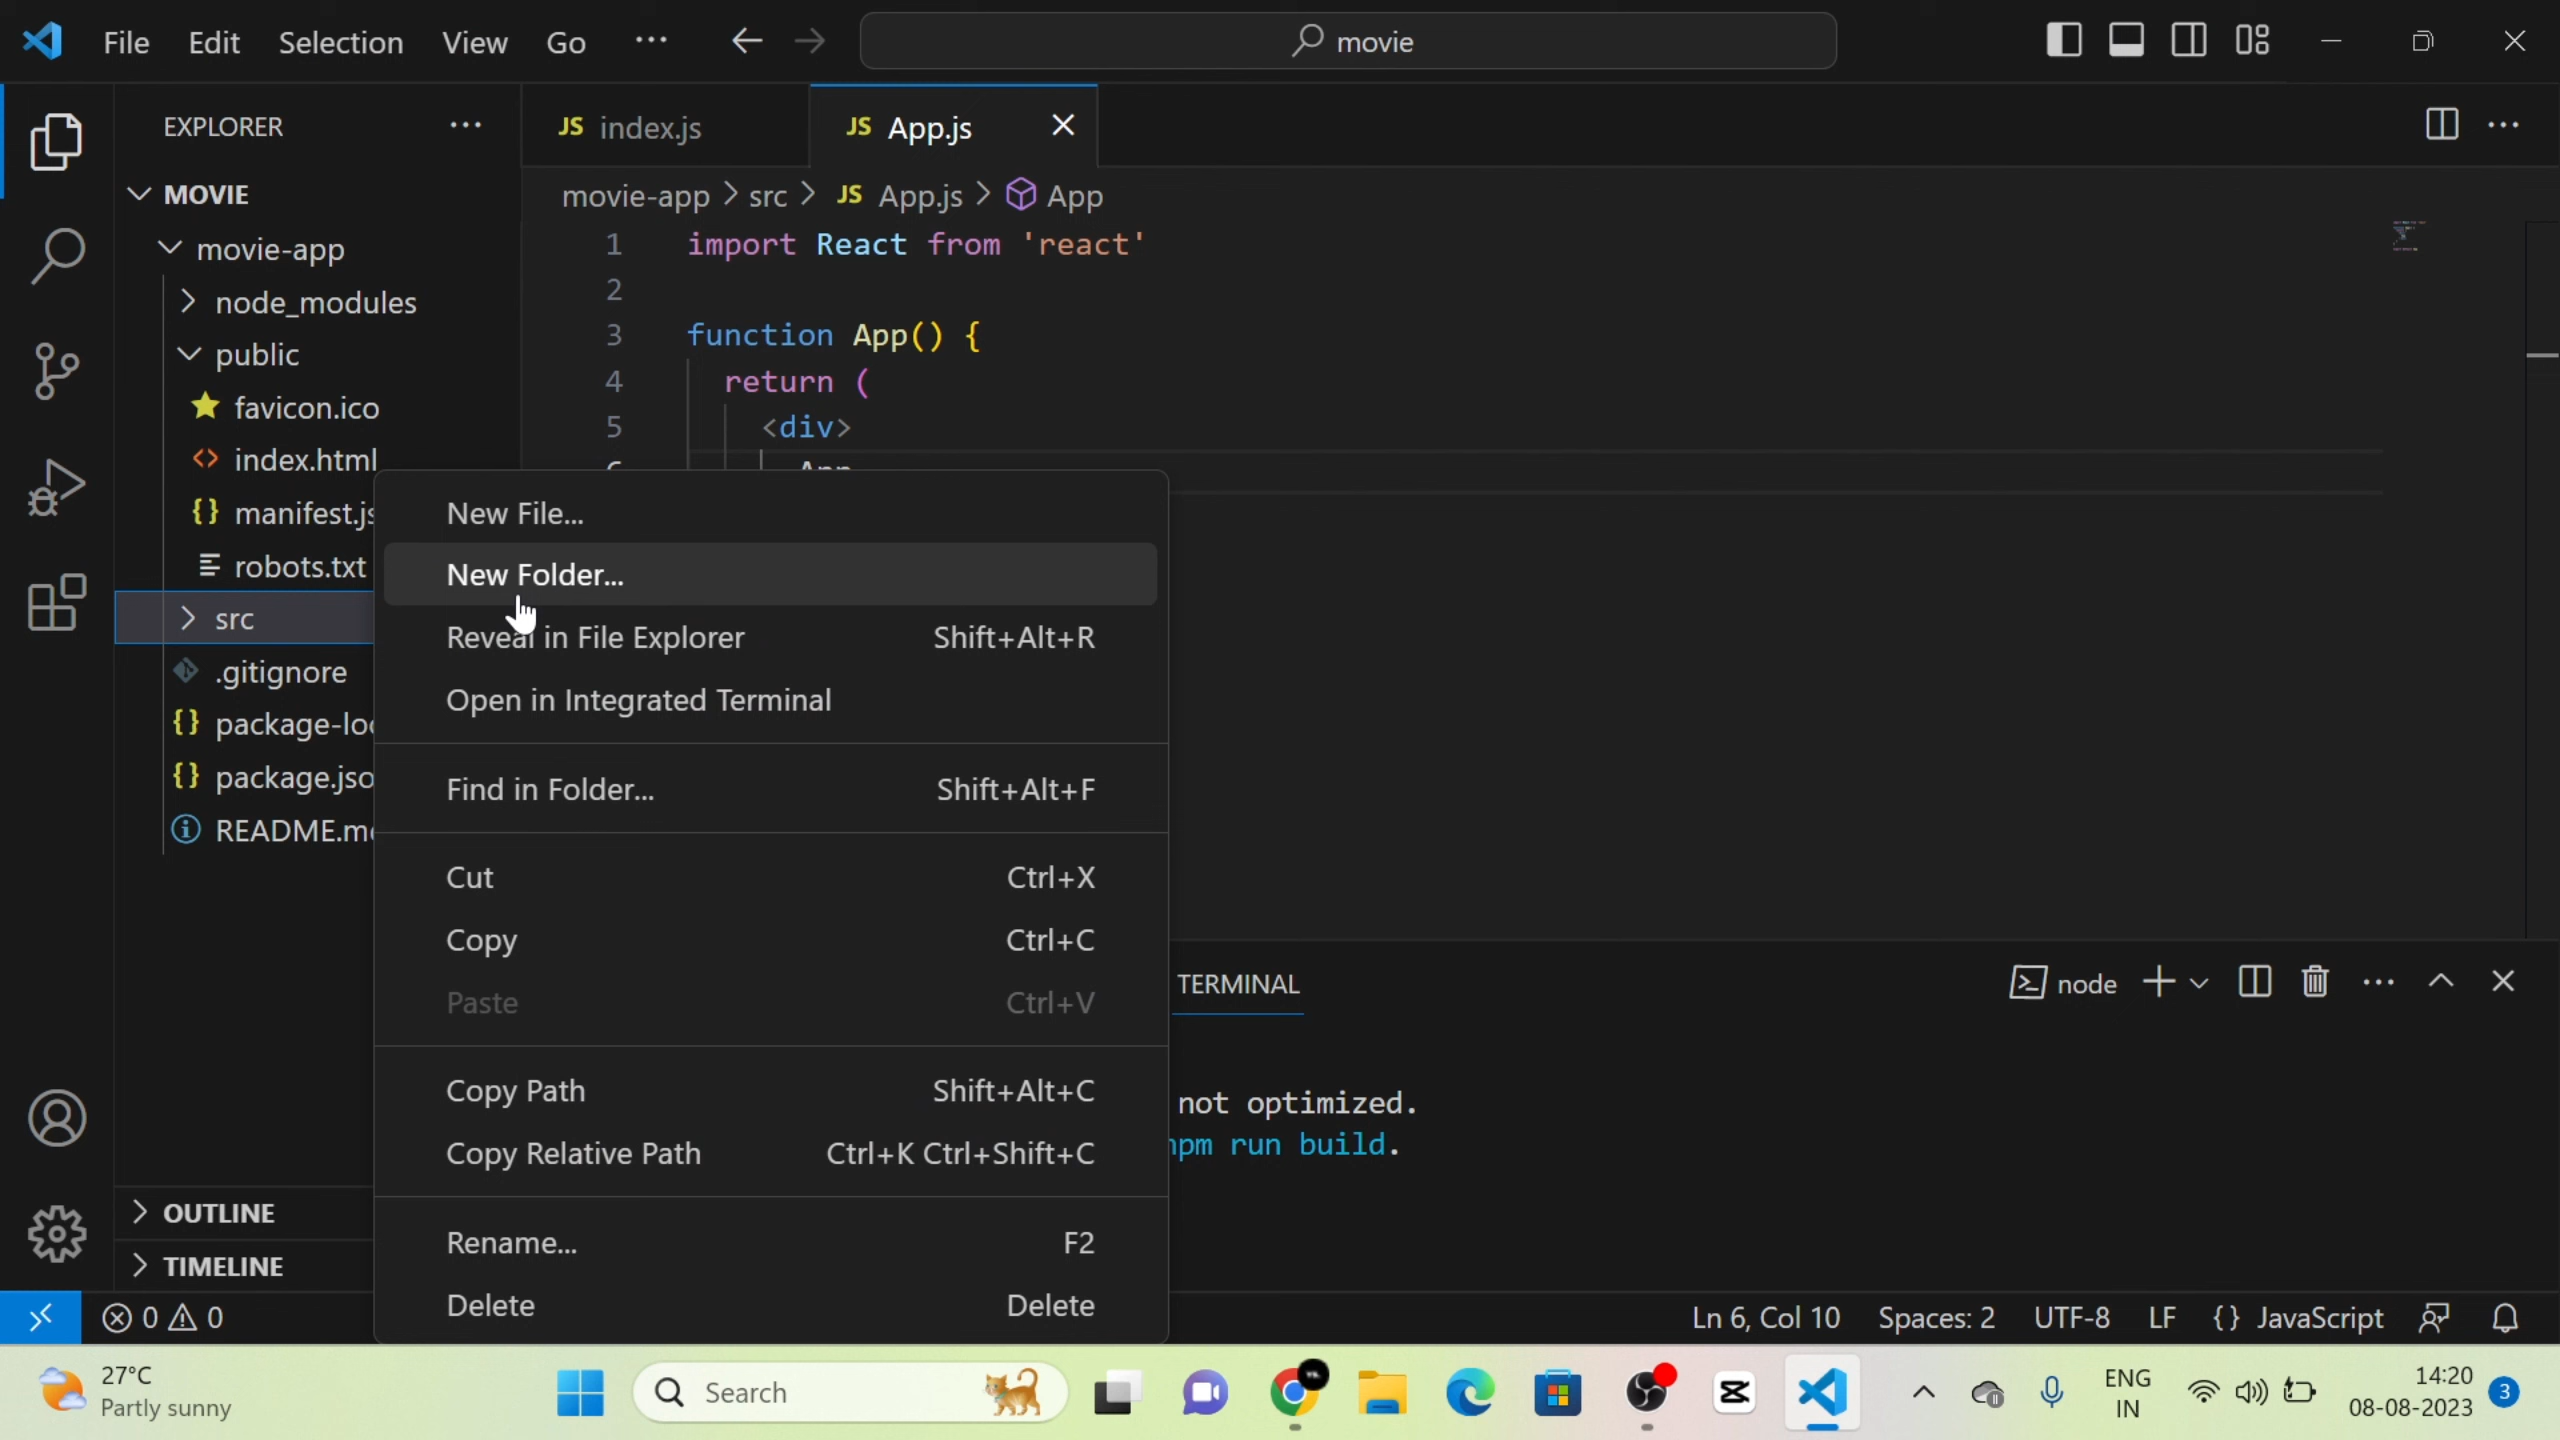 File Edit Selection View Go ··· movie
EXPLORER ···
JS index.js JS App.js
movie-app > src > JS App.js > App
MOVIE
movie-app
node_modules
public
favicon.ico
index.html
manifest.js
robots.txt
src
.gitignore
package-loc
package.jso
README.m
OUTLINE
TIMELINE
1 import React from 'react'
2
3 function App() {
4 return (
5 <div>
New File...
New Folder...
Reveal in File Explorer Shift+Alt+R
Open in Integrated Terminal
Find in Folder... Shift+Alt+F
Cut Ctrl+X
Copy Ctrl+C
Paste Ctrl+V
Copy Path Shift+Alt+C
Copy Relative Path Ctrl+K Ctrl+Shift+C
Rename... F2
Delete Delete
TERMINAL node
not optimized.
npm run build.
0 0 Ln 6, Col 10 Spaces: 2 UTF-8 LF {} JavaScript
27°C
Partly sunny
Search
ENG
IN
14:20
08-08-2023
3